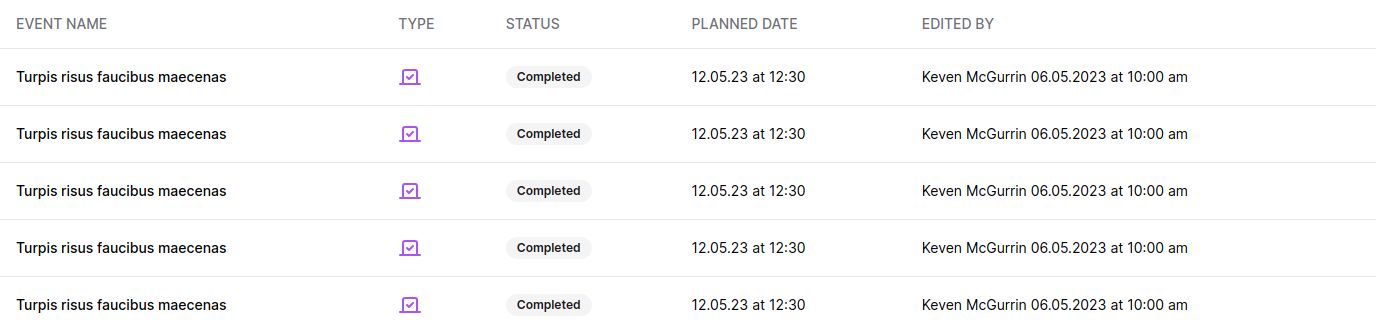 EVENT NAME TYPE STATUS PLANNED DATE EDITED BY
Turpis risus faucibus maecenas Completed 12.05.23 at 12:30 Keven McGurrin 06.05.2023 at 10:00 am
Turpis risus faucibus maecenas Completed 12.05.23 at 12:30 Keven McGurrin 06.05.2023 at 10:00 am
Turpis risus faucibus maecenas Completed 12.05.23 at 12:30 Keven McGurrin 06.05.2023 at 10:00 am
Turpis risus faucibus maecenas Completed 12.05.23 at 12:30 Keven McGurrin 06.05.2023 at 10:00 am
Turpis risus faucibus maecenas Completed 12.05.23 at 12:30 Keven McGurrin 06.05.2023 at 10:00 am